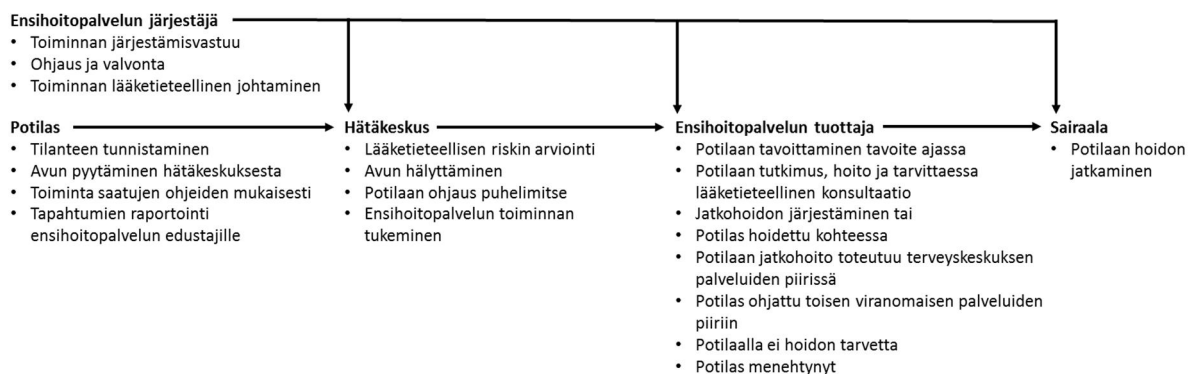 Ensihoitopalvelun järjestäjä
• Toiminnan järjestämisvastuu
• Ohjaus ja valvonta
• Toiminnan lääketieteellinen johtaminen
Potilas
• Tilanteen tunnistaminen
• Avun pyytäminen hätäkeskuksesta
• Toiminta saatujen ohjeiden mukaisesti
• Tapahtumien raportointi
ensihoitopalvelun edustajille
Hätäkeskus
• Lääketieteellisen riskin arviointi
• Avun hälyttäminen
• Potilaan ohjaus puhelimitse
• Ensihoitopalvelun toiminnan
tukeminen
Ensihoitopalvelun tuottaja
• Potilaan tavoittaminen tavoite ajassa
• Potilaan tutkimus, hoito ja tarvittaessa
lääketieteellinen konsultaatio
• Jatkohoidon järjestäminen tai
• Potilas hoidettu kohteessa
• Potilaan jatkohoito toteutuu terveyskeskuksen
palveluiden piirissä
• Potilas ohjattu toisen viranomaisen palveluiden
piiriin
• Potilaalla ei hoidon tarvetta
• Potilas menehtynyt
Sairaala
• Potilaan hoidon
jatkaminen